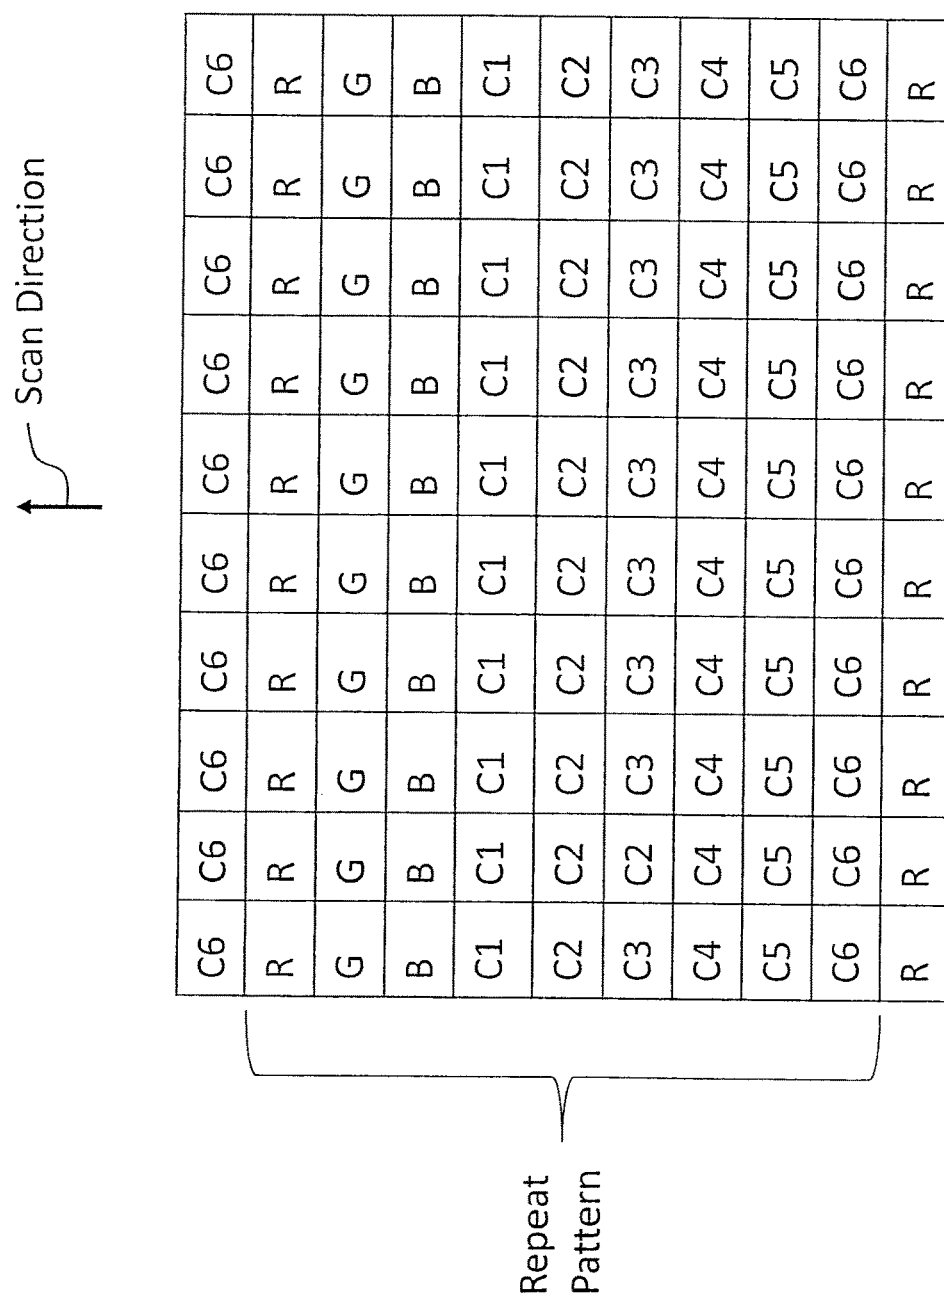 Scan Direction
C6 C6 C6 C6 C6 C6 C6 C6 C6 C6
R R R R R R R R R R
G G G G G G G G G G
B B B B B B B B B B
C1 C1 C1 C1 C1 C1 C1 C1 C1 C1
C2 C2 C2 C2 C2 C2 C2 C2 C2 C2
C3 C2 C3 C3 C3 C3 C3 C3 C3 C3
C4 C4 C4 C4 C4 C4 C4 C4 C4 C4
C5 C5 C5 C5 C5 C5 C5 C5 C5 C5
C6 C6 C6 C6 C6 C6 C6 C6 C6 C6
R R R R R R R R R R
Repeat
Pattern